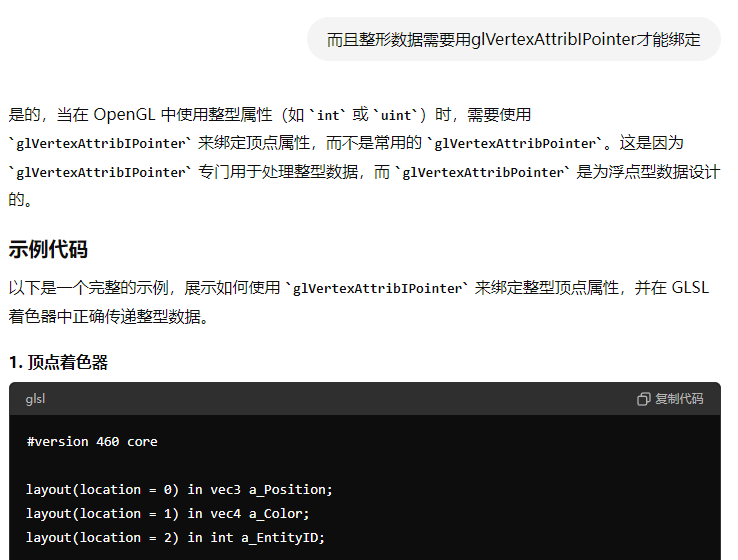 而且整形数据需要用glVertexAttribIPointer才能绑定
是的，当在 OpenGL 中使用整型属性（如 `int` 或 `uint`）时，需要使用
`glVertexAttribIPointer` 来绑定顶点属性，而不是常用的 `glVertexAttribPointer`。这是因为
`glVertexAttribIPointer` 专门用于处理整型数据，而 `glVertexAttribPointer` 是为浮点型数据设计
的。
示例代码
以下是一个完整的示例，展示如何使用 `glVertexAttribIPointer` 来绑定整型顶点属性，并在 GLSL
着色器中正确传递整型数据。
1. 顶点着色器
glsl
复制代码
#version 460 core
layout(location = 0) in vec3 a_Position;
layout(location = 1) in vec4 a_Color;
layout(location = 2) in int a_EntityID;